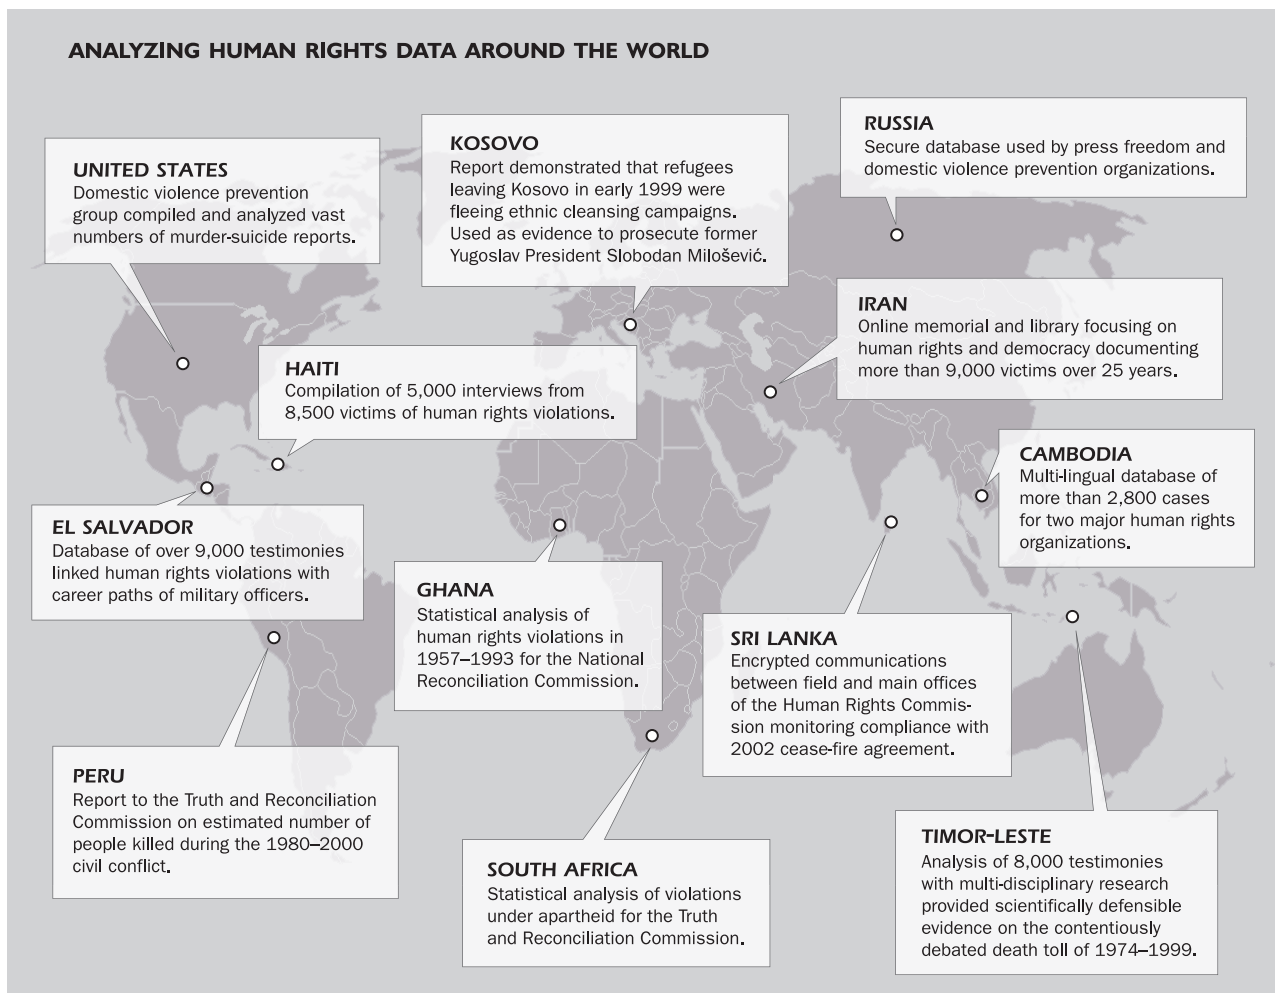 ANALYZING HUMAN RIGHTS DATA AROUND THE WORLD
UNITED STATES
Domestic violence prevention
group compiled and analyzed vast
numbers of murder-suicide reports.
KOSOVO
Report demonstrated that refugees
leaving Kosovo in early 1999 were
fleeing ethnic cleansing campaigns.
Used as evidence to prosecute former
Yugoslav President Slobodan Milošević.
RUSSIA
Secure database used by press freedom and
domestic violence prevention organizations.
IRAN
Online memorial and library focusing on
human rights and democracy documenting
more than 9,000 victims over 25 years.
HAITI
Compilation of 5,000 interviews from
8,500 victims of human rights violations.
CAMBODIA
Multi-lingual database of
more than 2,800 cases
for two major human rights
organizations.
EL SALVADOR
Database of over 9,000 testimonies
linked human rights violations with
career paths of military officers.
GHANA
Statistical analysis of
human rights violations in
1957–1993 for the National
Reconciliation Commission.
SRI LANKA
Encrypted communications
between field and main offices
of the Human Rights Commis-
sion monitoring compliance with
2002 cease-fire agreement.
PERU
Report to the Truth and Reconciliation
Commission on estimated number of
people killed during the 1980–2000
civil conflict.
SOUTH AFRICA
Statistical analysis of violations
under apartheid for the Truth
and Reconciliation Commission.
TIMOR-LESTE
Analysis of 8,000 testimonies
with multi-disciplinary research
provided scientifically defensible
evidence on the contentiously
debated death toll of 1974–1999.